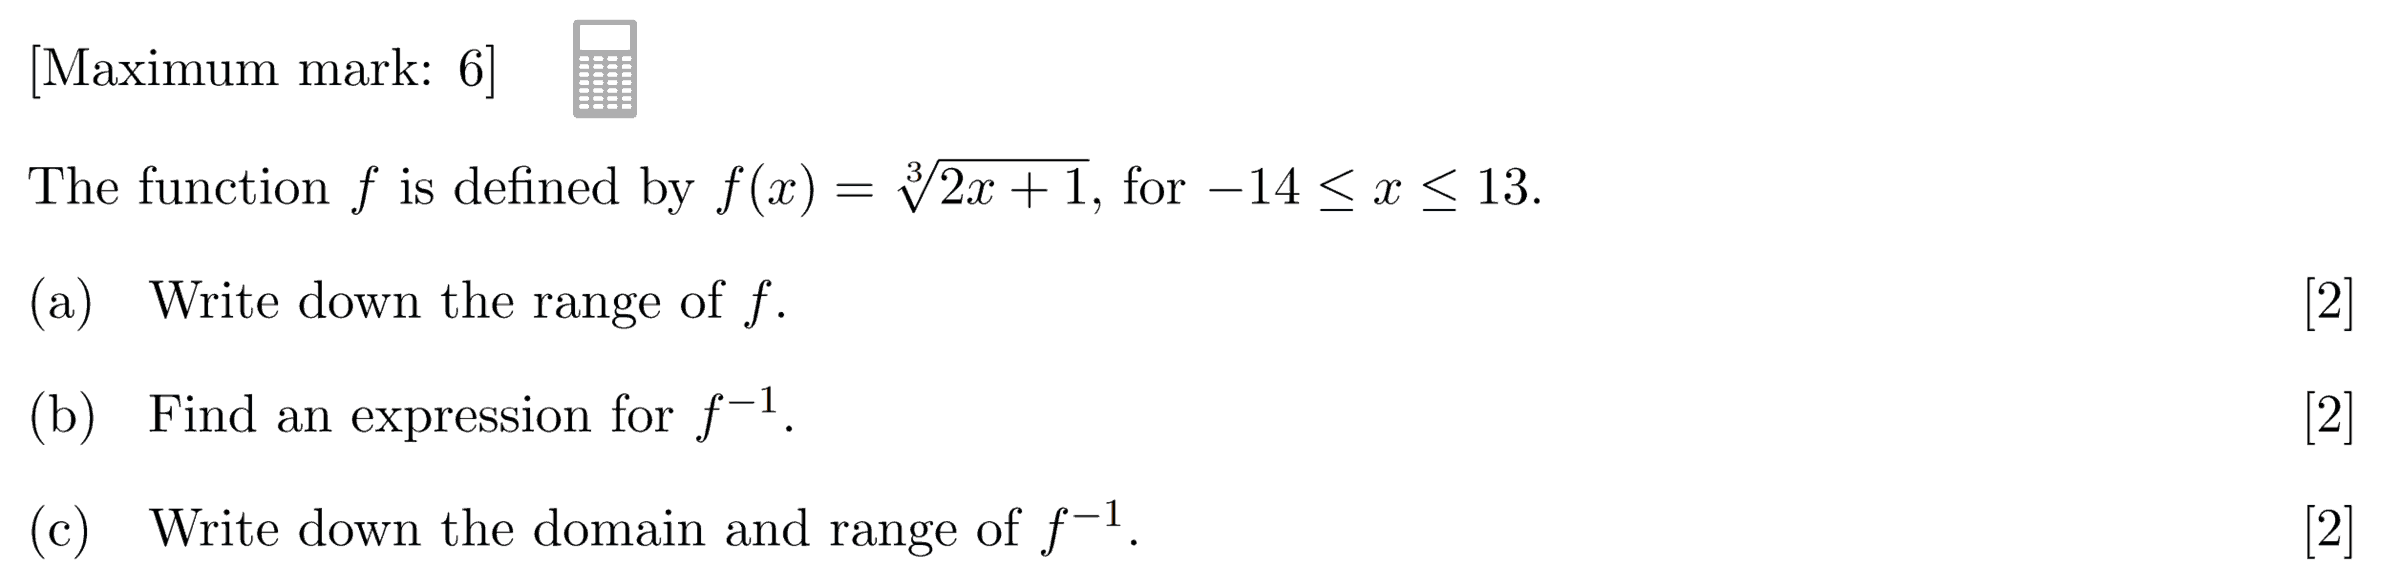 [Maximum mark: 6]
The function f is defined by f(x) = ∛(2x + 1), for −14 ≤ x ≤ 13.
(a) Write down the range of f. [2]
(b) Find an expression for f⁻¹. [2]
(c) Write down the domain and range of f⁻¹. [2]